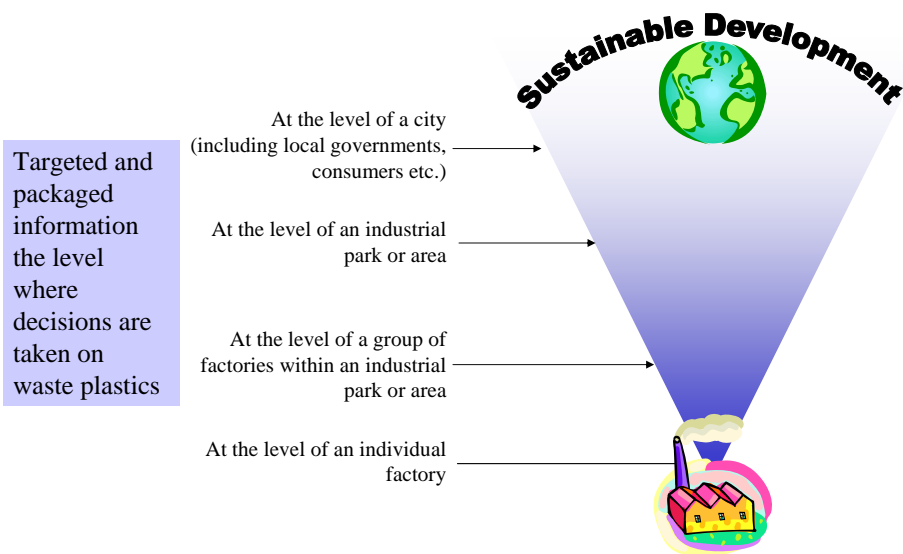 Sustainable Development
At the level of a city
(including local governments,
consumers etc.)
Targeted and
packaged
information
the level
where
decisions are
taken on
waste plastics
At the level of an industrial
park or area
At the level of a group of
factories within an industrial
park or area
At the level of an individual
factory